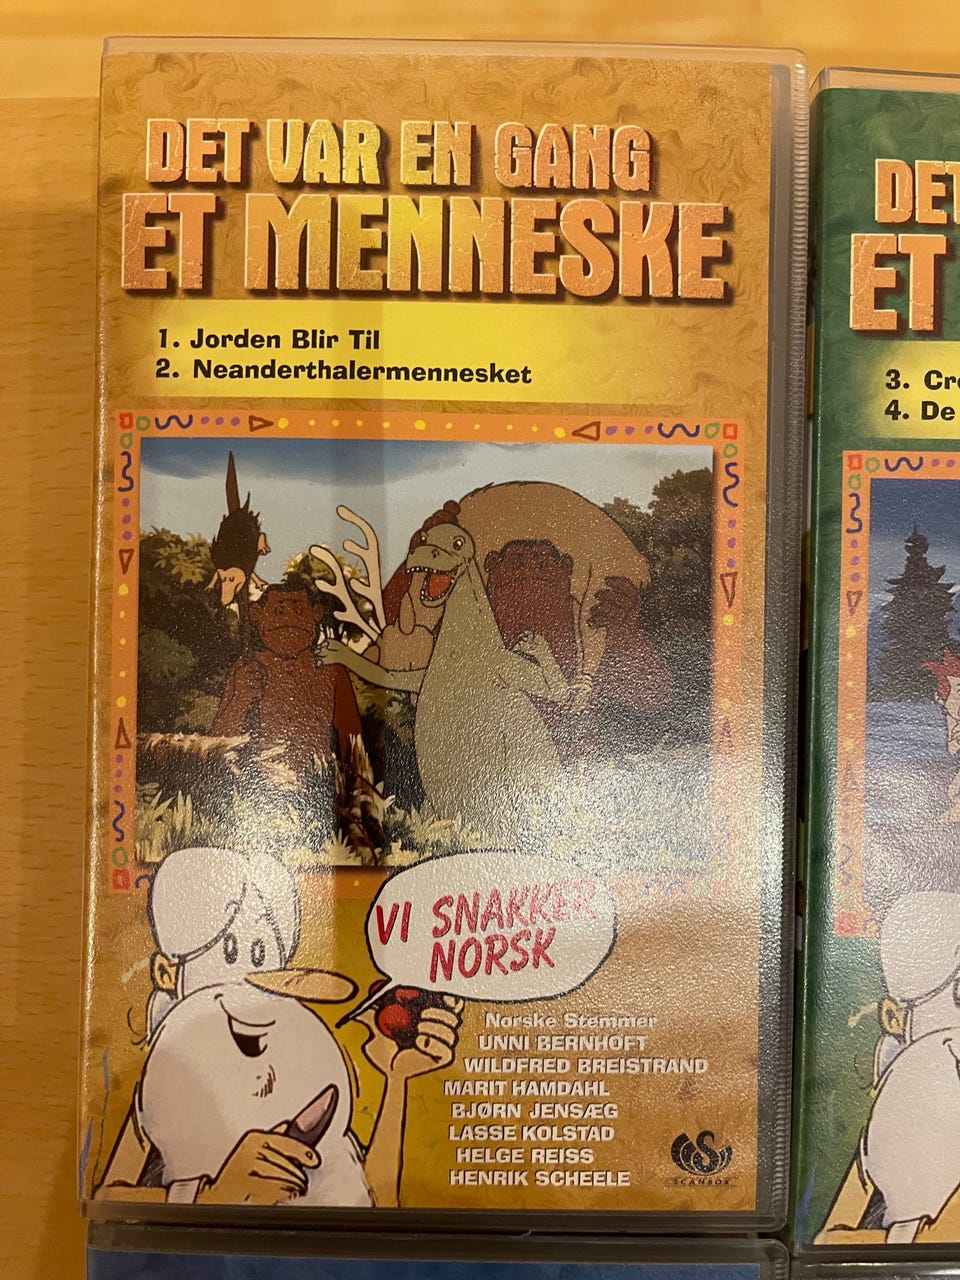 DET VAR EN GANG
ET MENNESKE
1. Jorden Blir Til
2. Neanderthalermennesket
VI SNAKKER
NORSK
Norske Stemmer
UNNI BERNHOFT
WILDFRED BREISTRAND
MARIT HAMDAHL
BJØRN JENSÆG
LASSE KOLSTAD
HELGE REISS
HENRIK SCHEELE
SCANBOX
DET
ET
3.
4. De